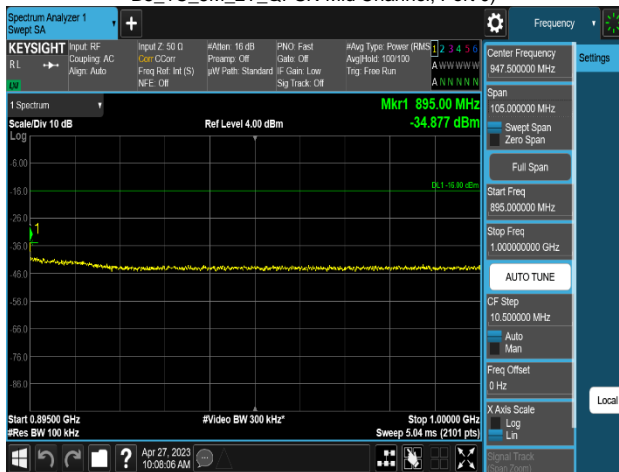 Spectrum Analyzer 1
Swept SA
+
Frequency
KEYSIGHT Input: RF
RL
Coupling: AC
Align: Auto
Input Z: 50 Ω
Corr CCorr
Freq Ref: Int (S)
NFE: Off
#Atten: 16 dB
Preamp: Off
µW Path: Standard
PNO: Fast
Gate: Off
IF Gain: Low
Sig Track: Off
#Avg Type: Power (RMS
Avg|Hold: 100/100
Trig: Free Run
1 2 3 4 5 6
A W W W W W
A N N N N N
1 Spectrum
Scale/Div 10 dB
Log
Ref Level 4.00 dBm
Mkr1 895.00 MHz
-34.877 dBm
DL1 -16.00 dBm
1
-6.00
-16.0
-26.0
-36.0
-46.0
-56.0
-66.0
-76.0
-86.0
Start 0.89500 GHz
#Res BW 100 kHz
#Video BW 300 kHz*
Stop 1.00000 GHz
Sweep 5.04 ms (2101 pts)
Center Frequency
947.500000 MHz
Settings
Span
105.000000 MHz
Swept Span
Zero Span
Full Span
Start Freq
895.000000 MHz
Stop Freq
1.000000000 GHz
AUTO TUNE
CF Step
10.500000 MHz
Auto
Man
Freq Offset
0 Hz
X Axis Scale
Log
Lin
Local
Signal Track
(Span Zoom)
?
Apr 27, 2023
10:08:06 AM